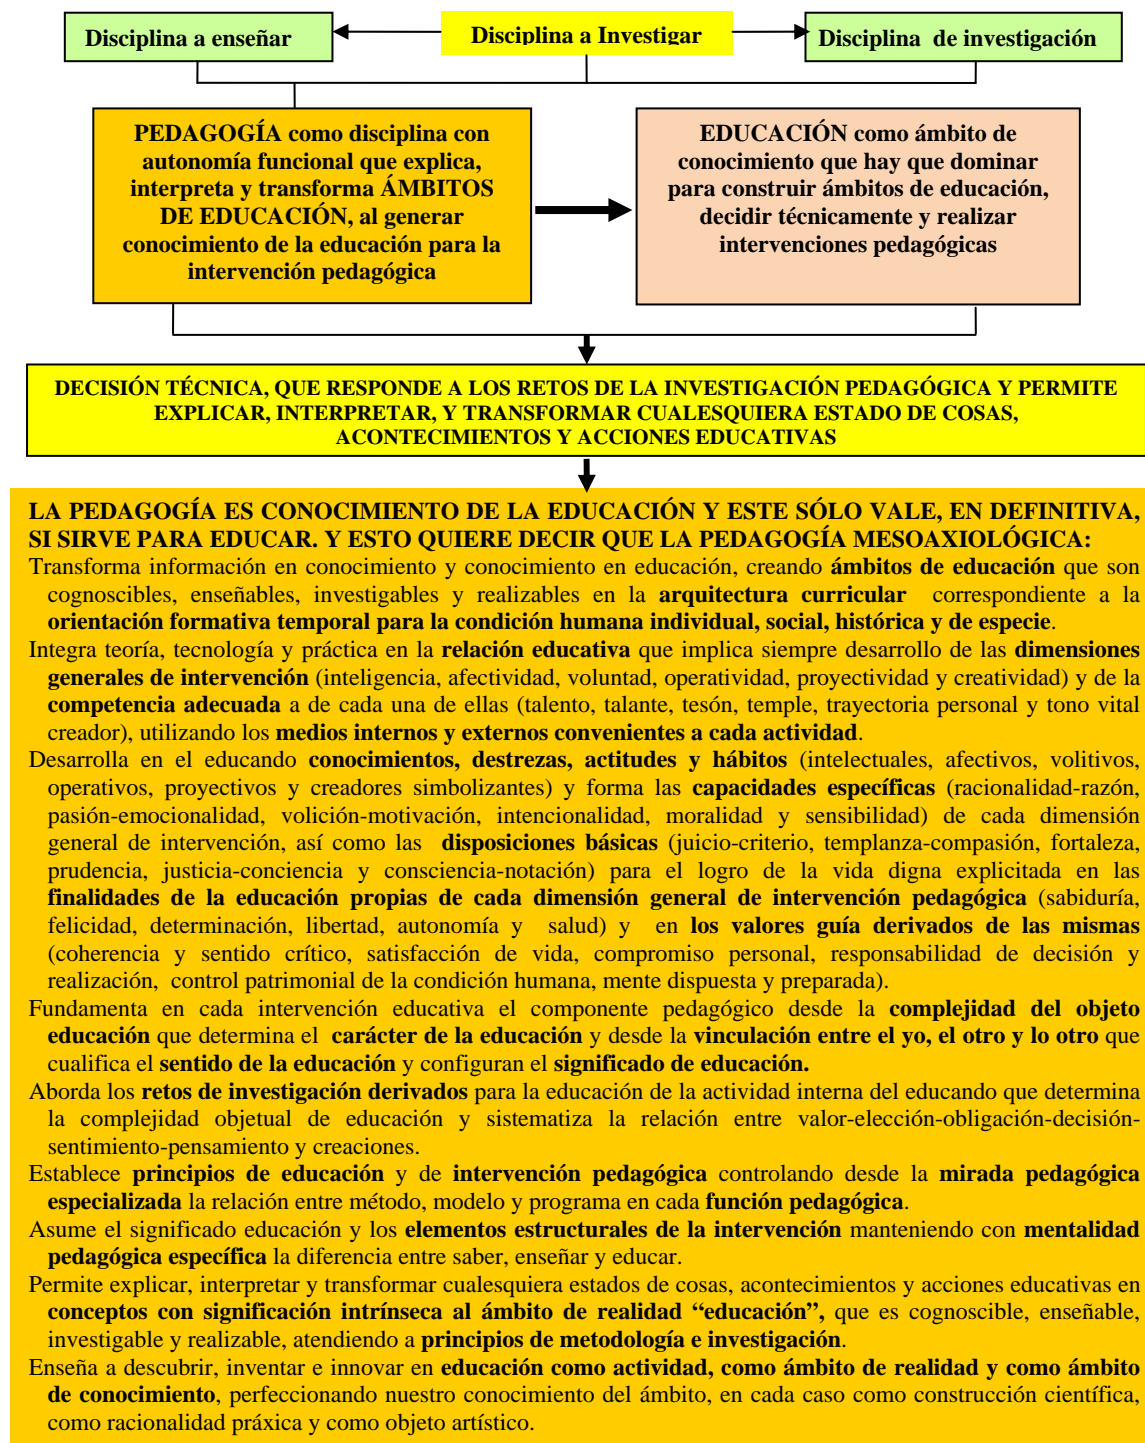 Disciplina a enseñar
Disciplina a Investigar
Disciplina de investigación
PEDAGOGÍA como disciplina con
autonomía funcional que explica,
interpreta y transforma ÁMBITOS
DE EDUCACIÓN, al generar
conocimiento de la educación para la
intervención pedagógica
EDUCACIÓN como ámbito de
conocimiento que hay que dominar
para construir ámbitos de educación,
decidir técnicamente y realizar
intervenciones pedagógicas
DECISIÓN TÉCNICA, QUE RESPONDE A LOS RETOS DE LA INVESTIGACIÓN PEDAGÓGICA Y PERMITE
EXPLICAR, INTERPRETAR, Y TRANSFORMAR CUALESQUIERA ESTADO DE COSAS,
ACONTECIMIENTOS Y ACCIONES EDUCATIVAS
LA PEDAGOGÍA ES CONOCIMIENTO DE LA EDUCACIÓN Y ESTE SÓLO VALE, EN DEFINITIVA,
SI SIRVE PARA EDUCAR. Y ESTO QUIERE DECIR QUE LA PEDAGOGÍA MESOAXIOLÓGICA:
Transforma información en conocimiento y conocimiento en educación, creando ámbitos de educación que son
cognoscibles, enseñables, investigables y realizables en la arquitectura curricular correspondiente a la
orientación formativa temporal para la condición humana individual, social, histórica y de especie.
Integra teoría, tecnología y práctica en la relación educativa que implica siempre desarrollo de las dimensiones
generales de intervención (inteligencia, afectividad, voluntad, operatividad, proyectividad y creatividad) y de la
competencia adecuada a de cada una de ellas (talento, talante, tesón, temple, trayectoria personal y tono vital
creador), utilizando los medios internos y externos convenientes a cada actividad.
Desarrolla en el educando conocimientos, destrezas, actitudes y hábitos (intelectuales, afectivos, volitivos,
operativos, proyectivos y creadores simbolizantes) y forma las capacidades específicas (racionalidad-razón,
pasión-emocionalidad, volición-motivación, intencionalidad, moralidad y sensibilidad) de cada dimensión
general de intervención, así como las disposiciones básicas (juicio-criterio, templanza-compasión, fortaleza,
prudencia, justicia-conciencia y consciencia-notación) para el logro de la vida digna explicitada en las
finalidades de la educación propias de cada dimensión general de intervención pedagógica (sabiduría,
felicidad, determinación, libertad, autonomía y salud) y en los valores guía derivados de las mismas
(coherencia y sentido crítico, satisfacción de vida, compromiso personal, responsabilidad de decisión y
realización, control patrimonial de la condición humana, mente dispuesta y preparada).
Fundamenta en cada intervención educativa el componente pedagógico desde la complejidad del objeto
educación que determina el carácter de la educación y desde la vinculación entre el yo, el otro y lo otro que
cualifica el sentido de la educación y configuran el significado de educación.
Aborda los retos de investigación derivados para la educación de la actividad interna del educando que determina
la complejidad objetual de educación y sistematiza la relación entre valor-elección-obligación-decisión-
sentimiento-pensamiento y creaciones.
Establece principios de educación y de intervención pedagógica controlando desde la mirada pedagógica
especializada la relación entre método, modelo y programa en cada función pedagógica.
Asume el significado educación y los elementos estructurales de la intervención manteniendo con mentalidad
pedagógica específica la diferencia entre saber, enseñar y educar.
Permite explicar, interpretar y transformar cualesquiera estados de cosas, acontecimientos y acciones educativas en
conceptos con significación intrínseca al ámbito de realidad “educación”, que es cognoscible, enseñable,
investigable y realizable, atendiendo a principios de metodología e investigación.
Enseña a descubrir, inventar e innovar en educación como actividad, como ámbito de realidad y como ámbito
de conocimiento, perfeccionando nuestro conocimiento del ámbito, en cada caso como construcción científica,
como racionalidad práxica y como objeto artístico.